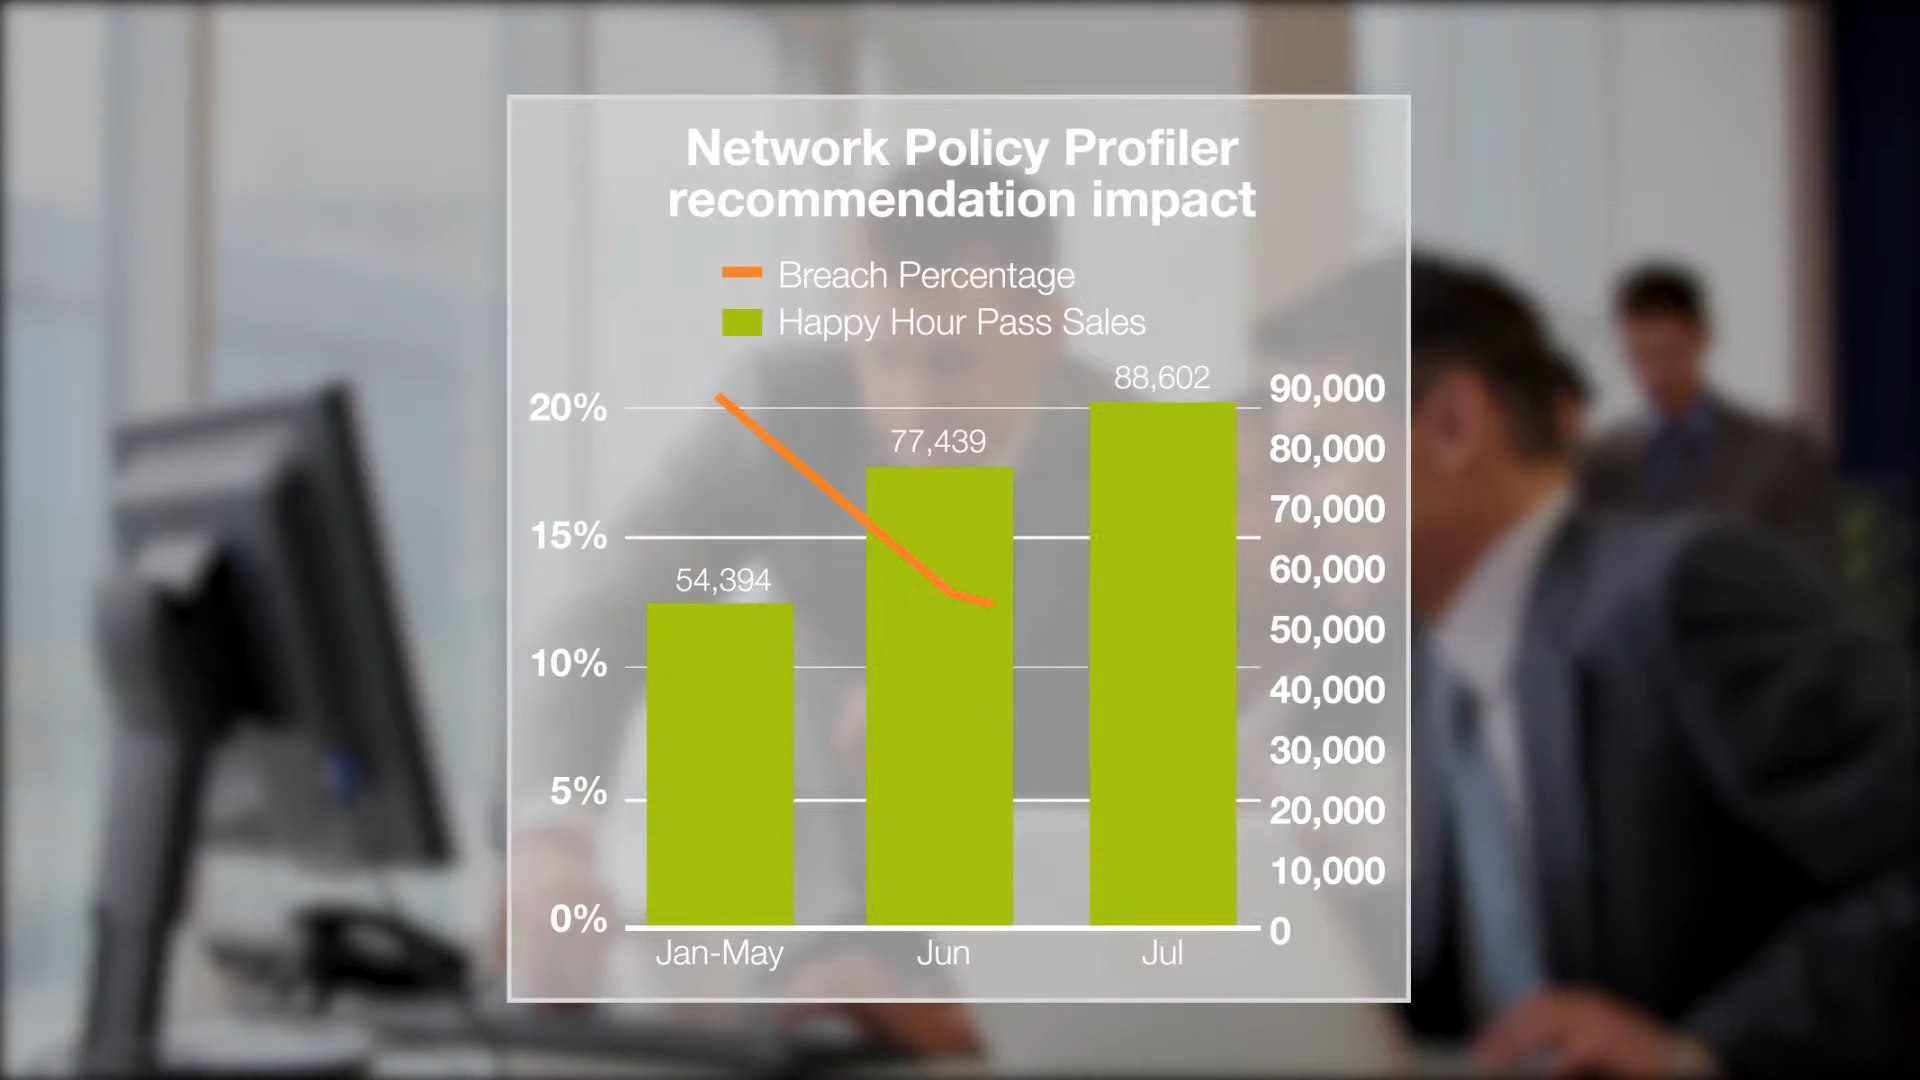 Network Policy Profiler
recommendation impact
Breach Percentage
Happy Hour Pass Sales
20%
15%
10%
5%
0%
54,394
77,439
88,602
90,000
80,000
70,000
60,000
50,000
40,000
30,000
20,000
10,000
0
Jan-May
Jun
Jul